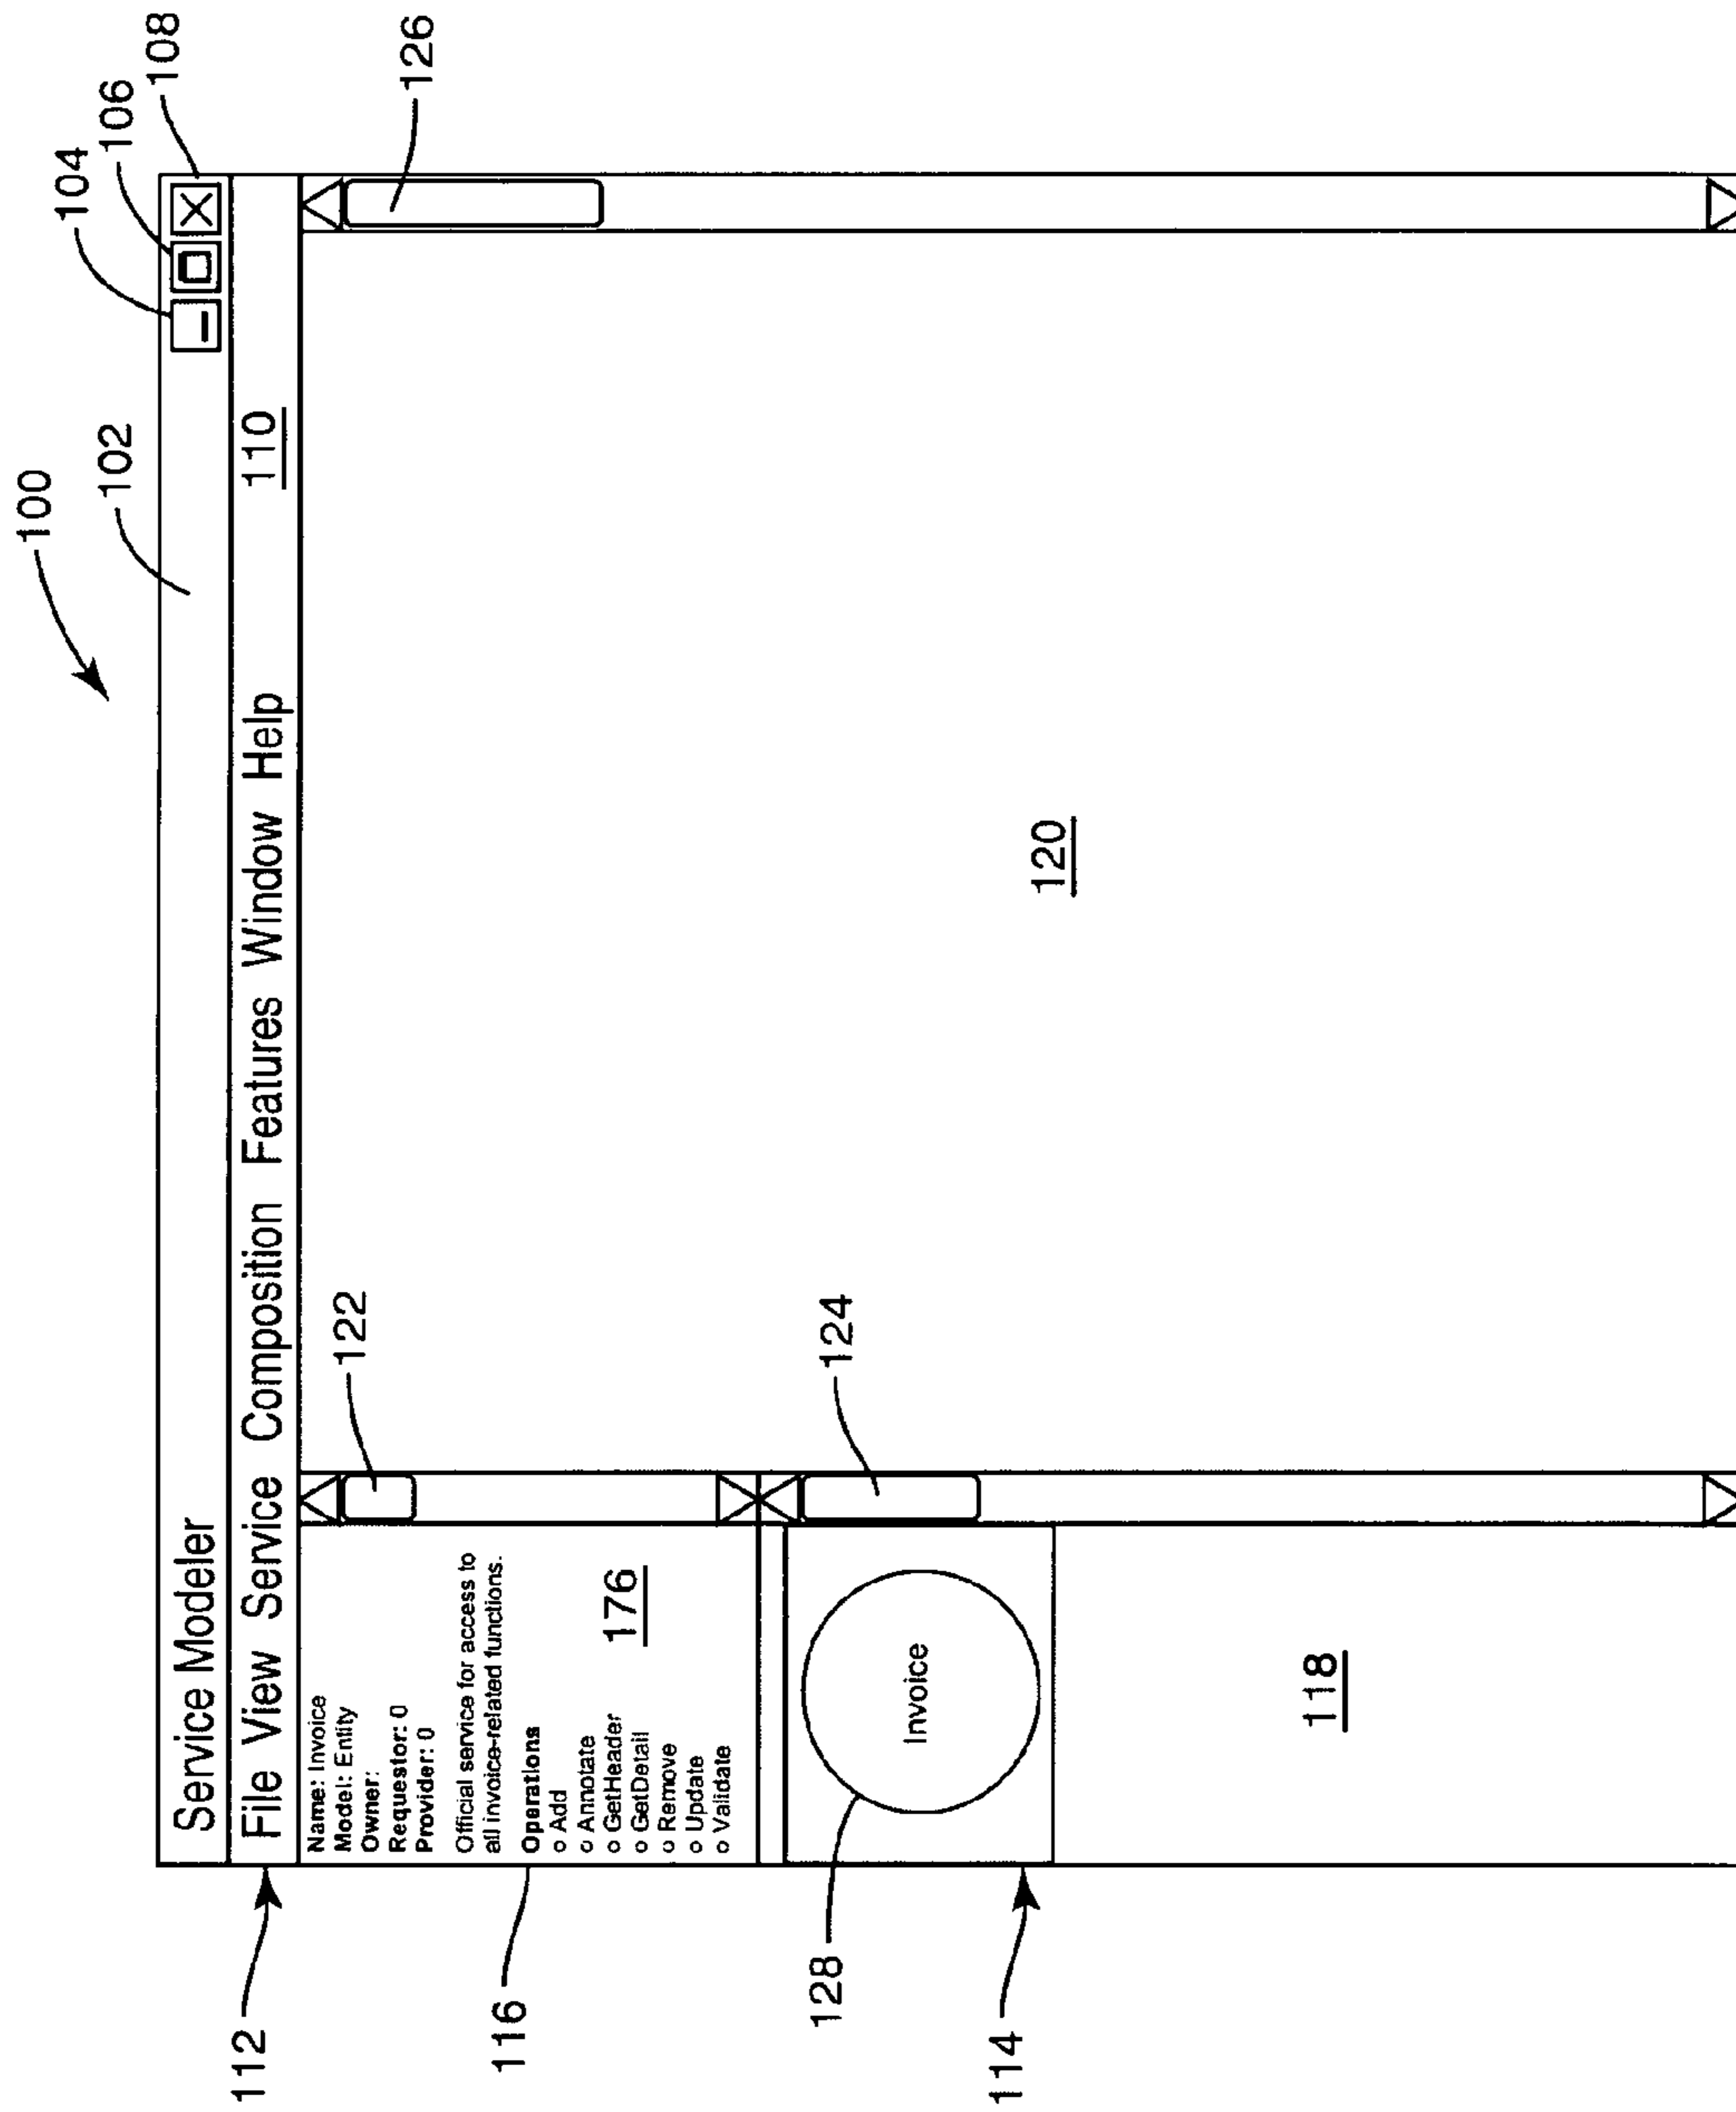 100
102
104
106
108
Service Modeler
112
File View Service Composition Features Window Help
110
126
122
Name: Invoice
Model: Entity
Owner:
Requestor: 0
Provider: 0
Official service for access to
all invoice-related functions.
116
Operations
o Add
o Annotate
o GetHeader
o GetDetail
o Remove
o Update
o Validate
176
124
128
Invoice
114
120
118